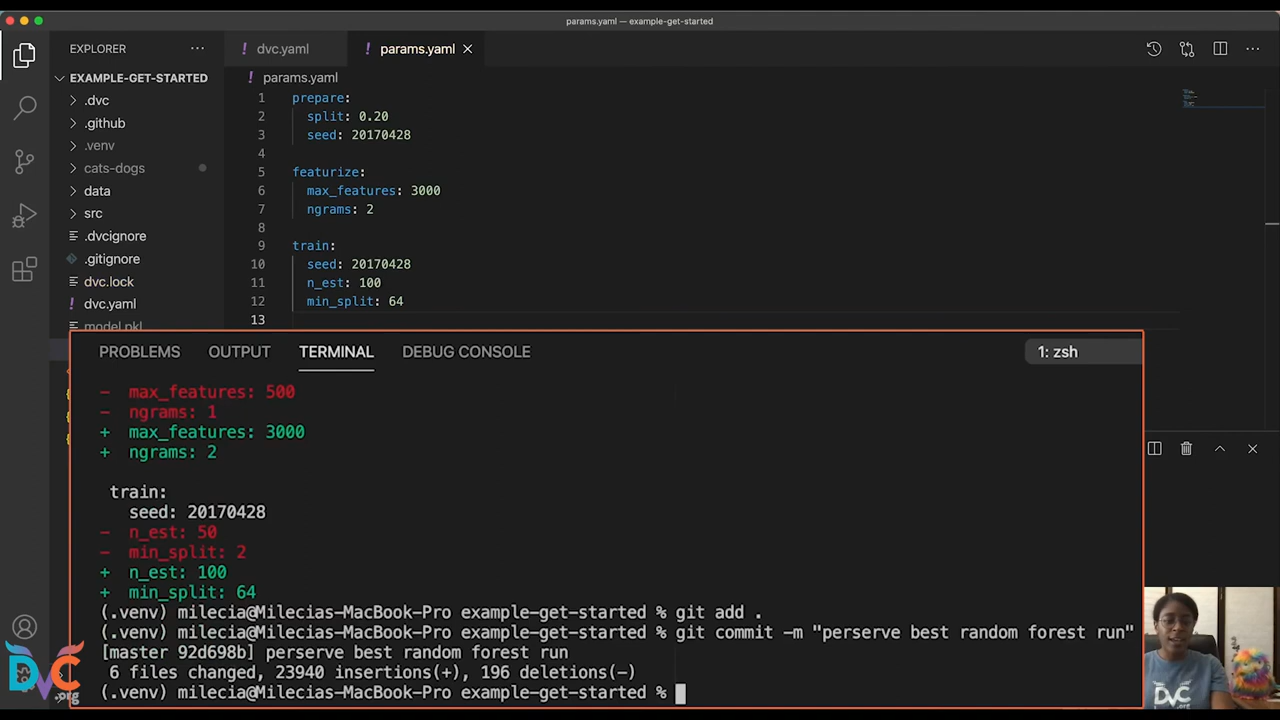 params.yaml — example-get-started
EXPLORER
dvc.yaml
params.yaml
EXAMPLE-GET-STARTED
params.yaml
.dvc
.github
.venv
cats-dogs
data
src
.dvcignore
.gitignore
dvc.lock
dvc.yaml
model.pkl
1 prepare:
2 split: 0.20
3 seed: 20170428
4
5 featurize:
6 max_features: 3000
7 ngrams: 2
8
9 train:
10 seed: 20170428
11 n_est: 100
12 min_split: 64
13
PROBLEMS OUTPUT TERMINAL DEBUG CONSOLE 1: zsh
- max_features: 500
- ngrams: 1
+ max_features: 3000
+ ngrams: 2
train:
seed: 20170428
- n_est: 50
- min_split: 2
+ n_est: 100
+ min_split: 64
(.venv) milecia@Milecias-MacBook-Pro example-get-started % git add .
(.venv) milecia@Milecias-MacBook-Pro example-get-started % git commit -m "perserve best random forest run"
[master 92d698b] perserve best random forest run
6 files changed, 23940 insertions(+), 196 deletions(-)
(.venv) milecia@Milecias-MacBook-Pro example-get-started %
DVC
.org
DVC